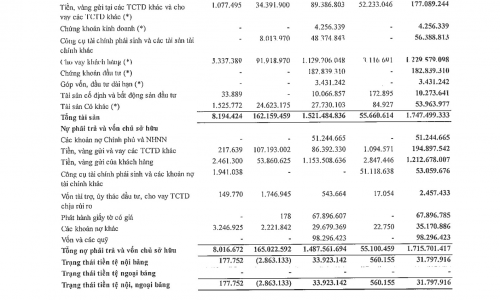 Tiền, vàng gửi tại các TCTD khác và cho 1.077.495 34.391.900 89.386.803 52.233.046 177.089.244
vay các TCTD khác (*)
Chứng khoán kinh doanh (*) - - 4.256.339 - 4.256.339
Công cụ tài chính phái sinh và các tài sản - 8.013.970 48.374.843 - 56.388.813
tài chính khác
Cho vay khách hàng (*) 5.337.389 91.918.970 1.129.706.048 3.116.691
Chứng khoán đầu tư (*) - - 182.839.310 - 182.839.310
Góp vốn, đầu tư dài hạn (*) - - 3.431.242 - 3.431.242
Tài sản cố định và bất động sản đầu tư 33.889 - 10.066.857 172.895 10.273.641
Tài sản Có khác (*) 1.525.772 24.623.175 27.730.103 84.927 53.963.977
Tổng tài sản 8.194.424 162.159.459 1.521.484.836 55.660.614 1.747.499.333
Nợ phải trả và vốn chủ sở hữu
Các khoản nợ Chính phủ và NHNN - - 51.244.665 - 51.244.665
Tiền, vàng gửi và vay các TCTD khác 217.639 107.193.002 86.392.330 1.094.571 194.897.542
Tiền, vàng gửi của khách hàng 2.461.300 53.860.625 1.153.508.636 2.847.446 1.212.678.007
Công cụ tài chính phái sinh và các khoản nợ 1.941.038 - - 51.118.638 53.059.676
tài chính khác
Vốn tài trợ, ủy thác đầu tư, cho vay TCTD 149.770 1.746.945 543.664 17.054 2.457.433
chịu rủi ro
Phát hành giấy tờ có giá - 178 67.896.607 - 67.896.785
Các khoản nợ khác 3.246.925 2.221.842 29.679.369 22.750 35.170.886
Vốn và các quỹ - - 98.296.423 - 98.296.423
Tổng nợ phải trả và vốn chủ sở hữu 8.016.672 165.022.592 1.487.561.694 55.100.459 1.715.701.417
Trạng thái tiền tệ nội bảng 177.752 (2.863.133) 33.923.142 560.155 31.797.916
Trạng thái tiền tệ ngoại bảng - - - - -
Trạng thái tiền tệ nội, ngoại bảng 177.752 (2.863.133) 33.923.142 560.155 31.797.916